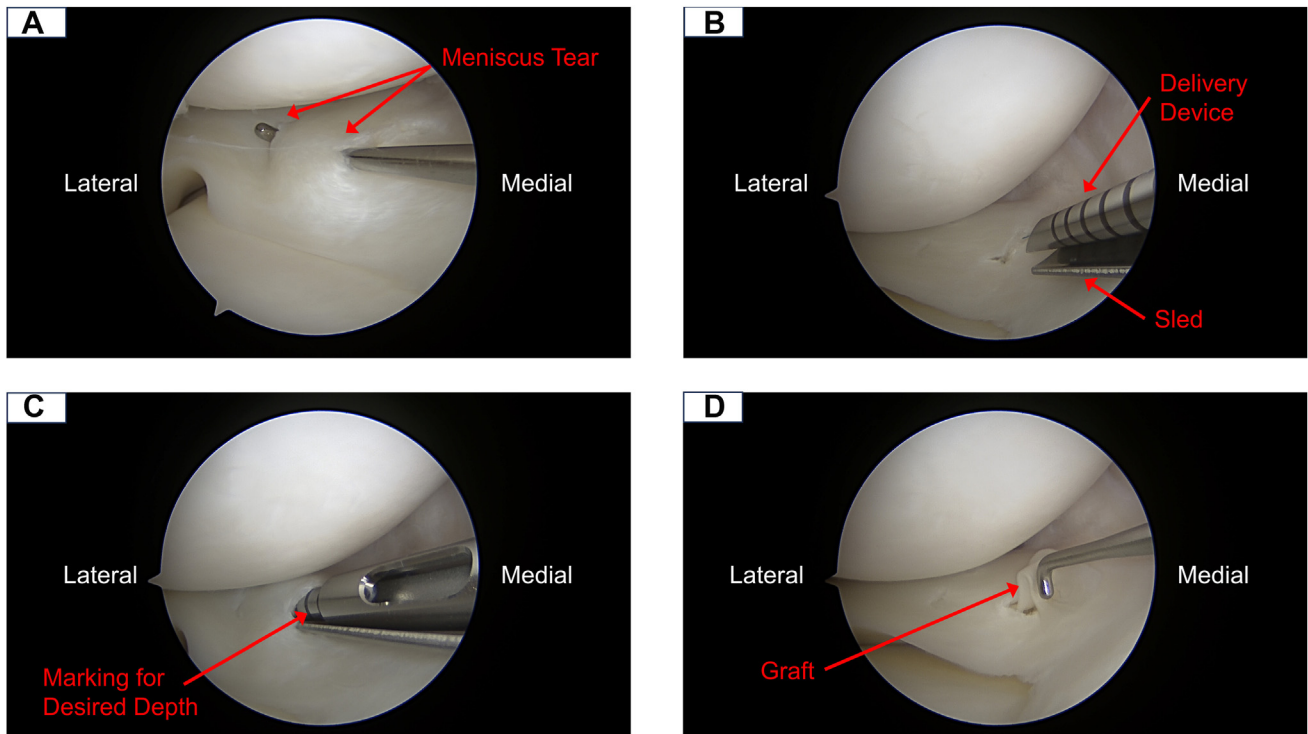 A
Meniscus Tear
Lateral
Medial
B
Delivery
Device
Lateral
Medial
Sled
C
Lateral
Medial
Marking for
Desired Depth
D
Lateral
Medial
Graft